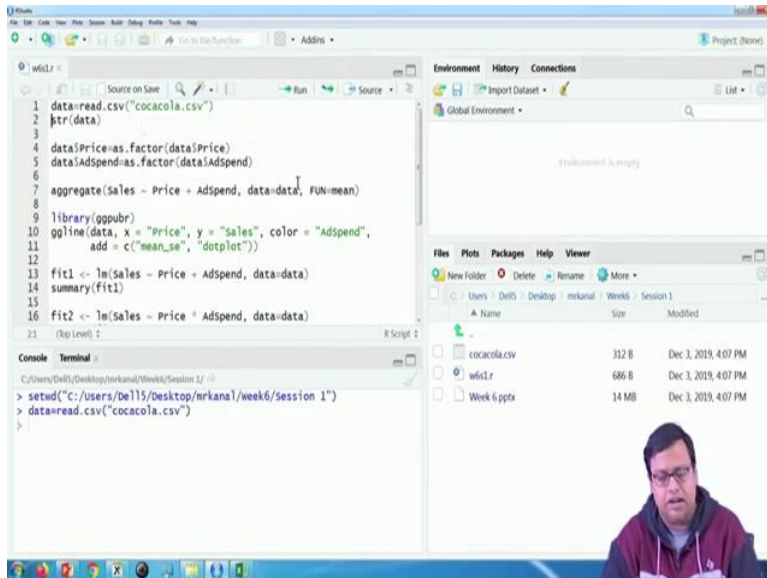 RStudio
File Edit Code View Plots Session Build Debug Profile Tools Help
Go to file/function Addins Project: (None)
w6s1.r
Source on Save Run Source
1 data=read.csv("cocacola.csv")
2 str(data)
3
4 data$Price=as.factor(data$Price)
5 data$AdSpend=as.factor(data$AdSpend)
6
7 aggregate(Sales ~ Price + AdSpend, data=data, FUN=mean)
8
9 library(ggpubr)
10 ggline(data, x = "Price", y = "Sales", color = "AdSpend",
11 add = c("mean_se", "dotplot"))
12
13 fit1 <- lm(Sales ~ Price + AdSpend, data=data)
14 summary(fit1)
15
16 fit2 <- lm(Sales ~ Price * AdSpend, data=data)
2:1 (Top Level) R Script
Console Terminal
C:/Users/Dell5/Desktop/mrkanal/Week6/Session 1/
> setwd("C:/Users/Dell5/Desktop/mrkanal/week6/Session 1")
> data=read.csv("cocacola.csv")
>
Environment History Connections
Import Dataset List
Global Environment
Environment is empty
Files Plots Packages Help Viewer
New Folder Delete Rename More
C: Users Dell5 Desktop mrkanal Week6 Session 1
Name Size Modified
..
cocacola.csv 312 B Dec 3, 2019, 4:07 PM
w6s1.r 686 B Dec 3, 2019, 4:07 PM
Week 6.pptx 14 MB Dec 3, 2019, 4:07 PM